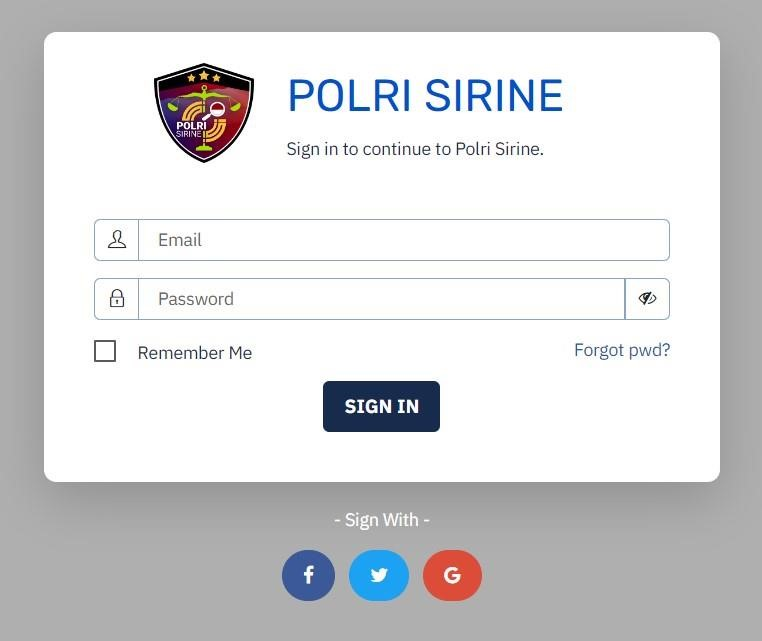 POLRI
SIRINE
POLRI SIRINE
Sign in to continue to Polri Sirine.
Email
Password
Remember Me
Forgot pwd?
SIGN IN
- Sign With -
f
G